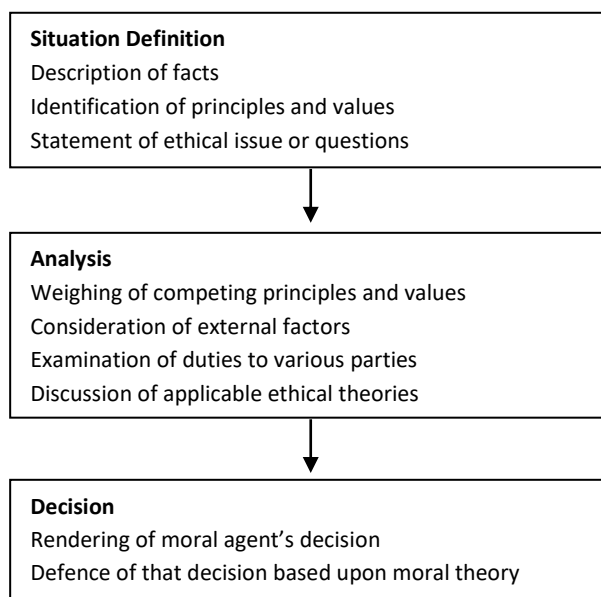 Situation Definition
Description of facts
Identification of principles and values
Statement of ethical issue or questions
Analysis
Weighing of competing principles and values
Consideration of external factors
Examination of duties to various parties
Discussion of applicable ethical theories
Decision
Rendering of moral agent’s decision
Defence of that decision based upon moral theory